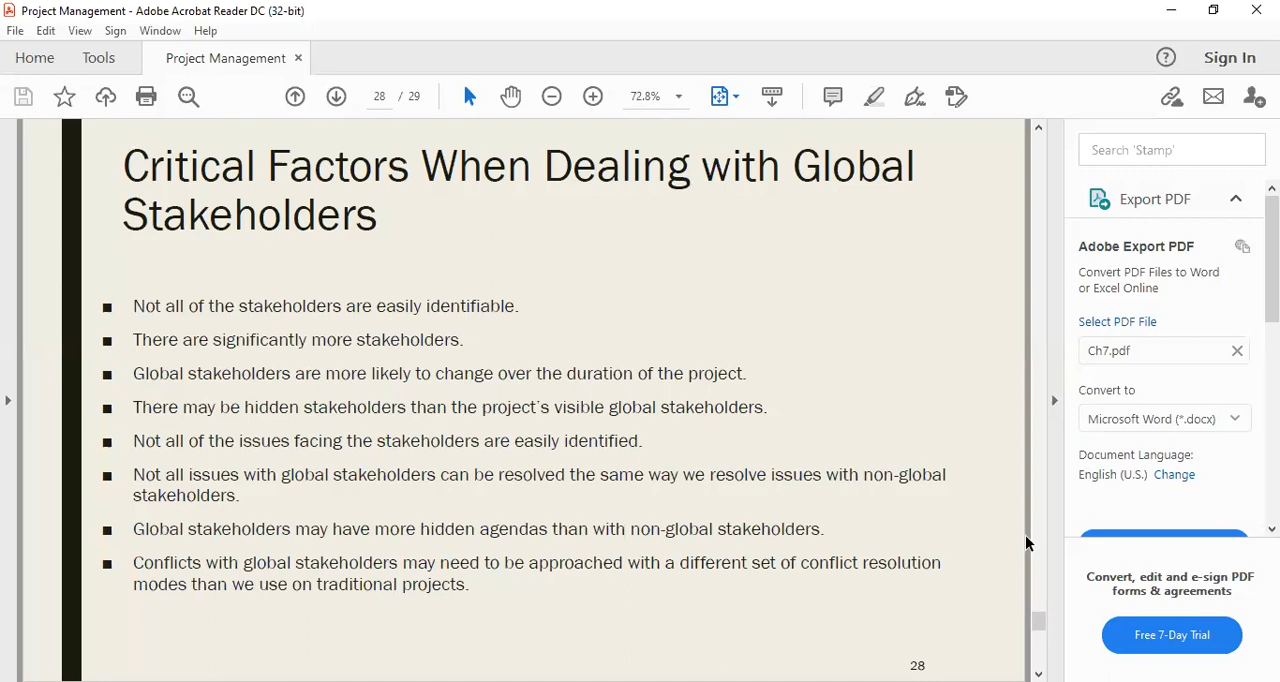 Project Management - Adobe Acrobat Reader DC (32-bit)
File Edit View Sign Window Help
Home Tools Project Management × Sign In
28 / 29 72.8%
Critical Factors When Dealing with Global
Stakeholders
■ Not all of the stakeholders are easily identifiable.
■ There are significantly more stakeholders.
■ Global stakeholders are more likely to change over the duration of the project.
■ There may be hidden stakeholders than the project's visible global stakeholders.
■ Not all of the issues facing the stakeholders are easily identified.
■ Not all issues with global stakeholders can be resolved the same way we resolve issues with non-global
stakeholders.
■ Global stakeholders may have more hidden agendas than with non-global stakeholders.
■ Conflicts with global stakeholders may need to be approached with a different set of conflict resolution
modes than we use on traditional projects.
28
Search 'Stamp'
Export PDF
Adobe Export PDF
Convert PDF Files to Word
or Excel Online
Select PDF File
Ch7.pdf
Convert to
Microsoft Word (*.docx)
Document Language:
English (U.S.) Change
Convert, edit and e-sign PDF
forms & agreements
Free 7-Day Trial